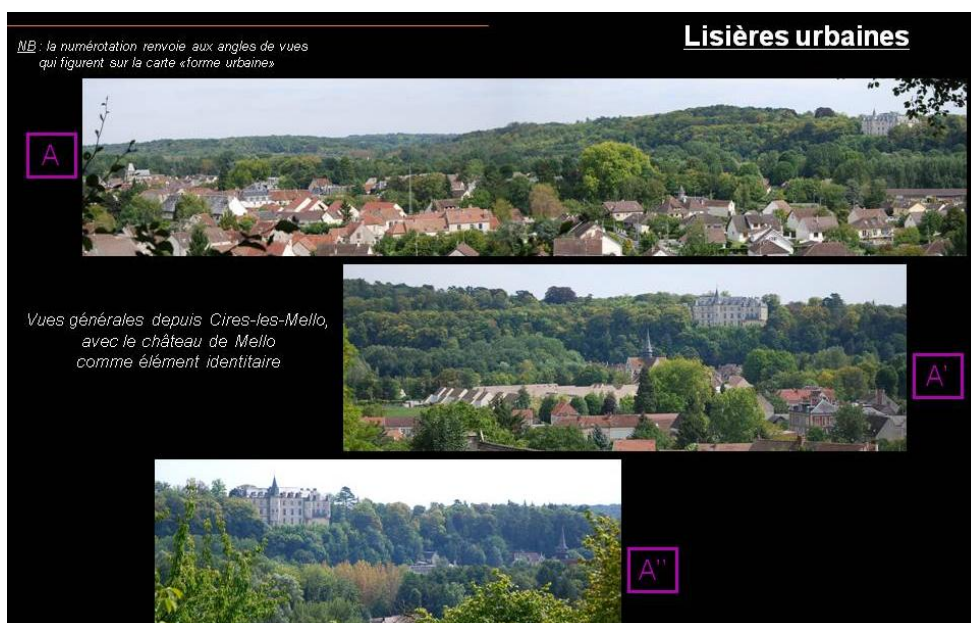 Lisières urbaines
NB : la numérotation renvoie aux angles de vues
qui figurent sur la carte «forme urbaine»
A
Vues générales depuis Cires-les-Mello,
avec le château de Mello
comme élément identitaire
A'
A''